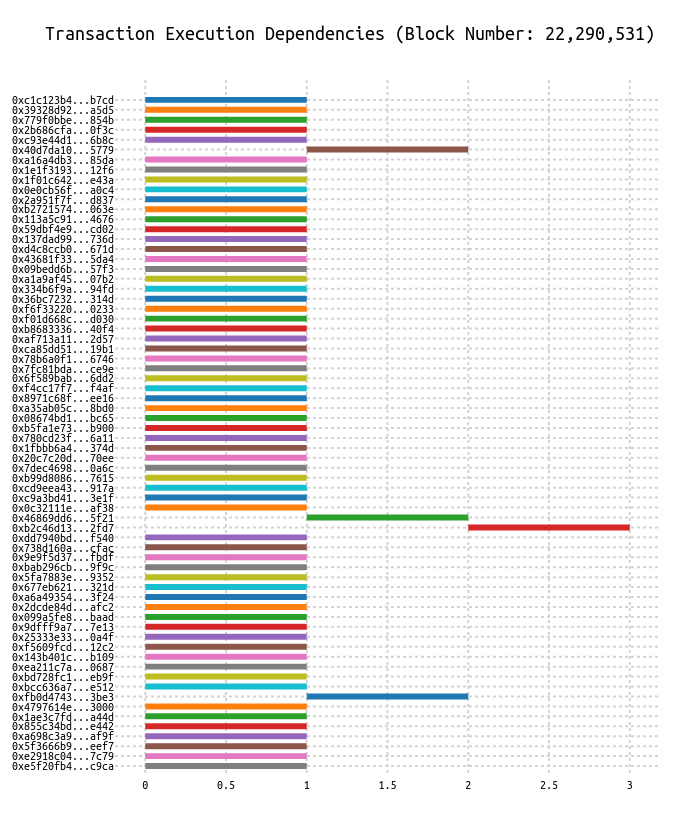 Transaction Execution Dependencies (Block Number: 22,290,531)
0xc1c123b4...b7cd
0x39328d92...a5d5
0x779f0bbe...854b
0x2b686cfa...0f3c
0xc93e44d1...6b8c
0x40d7da10...5779
0xa16a4db3...85da
0x1e1f3193...12f6
0x1f01c642...e43a
0x0e0cb56f...a0c4
0x2a951f7f...d837
0xb2721574...063e
0x113a5c91...4676
0x59dbf4e9...cd02
0x137dad99...736d
0xd4c8ccb0...671d
0x43681f33...5da4
0x09bedd6b...57f3
0xa1a9af45...07b2
0x334b6f9a...94fd
0x36bc7232...314d
0xf6f33220...0233
0xf01d668c...d030
0xb8683336...40f4
0xaf713a11...2d57
0xca85dd51...19b1
0x78b6a0f1...6746
0x7fc81bda...ce9e
0x6f589bab...6dd2
0xf4cc17f7...f4af
0x8971c68f...ee16
0xa35ab05c...8bd0
0x08674bd1...bc65
0xb5fa1e73...b900
0x780cd23f...6a11
0x1fbbb6a4...374d
0x20c7c20d...70ee
0x7dec4698...0a6c
0xb99d8086...7615
0xcd9eea43...917a
0xc9a3bd41...3e1f
0x0c32111e...af38
0x46869dd6...5f21
0xb2c46d13...2fd7
0xdd7940bd...f540
0x738d160a...cfac
0x9e9f5d37...fbdf
0xbab296cb...9f9c
0x5fa7883e...9352
0x677eb621...321d
0xa6a49354...3f24
0x2dcde84d...afc2
0x099a5fe8...baad
0x9dfff9a7...7e13
0x25333e33...0a4f
0xf5609fcd...12c2
0x143b401c...b109
0xea211c7a...0687
0xbd728fc1...eb9f
0xbcc636a7...e512
0xfb0d4743...3be3
0x4797614e...3000
0x1ae3c7fd...a44d
0x855c34bd...e442
0xa698c3a9...af9f
0x5f3666b9...eef7
0xe2918c04...7c79
0xe5f20fb4...c9ca
0 0.5 1 1.5 2 2.5 3